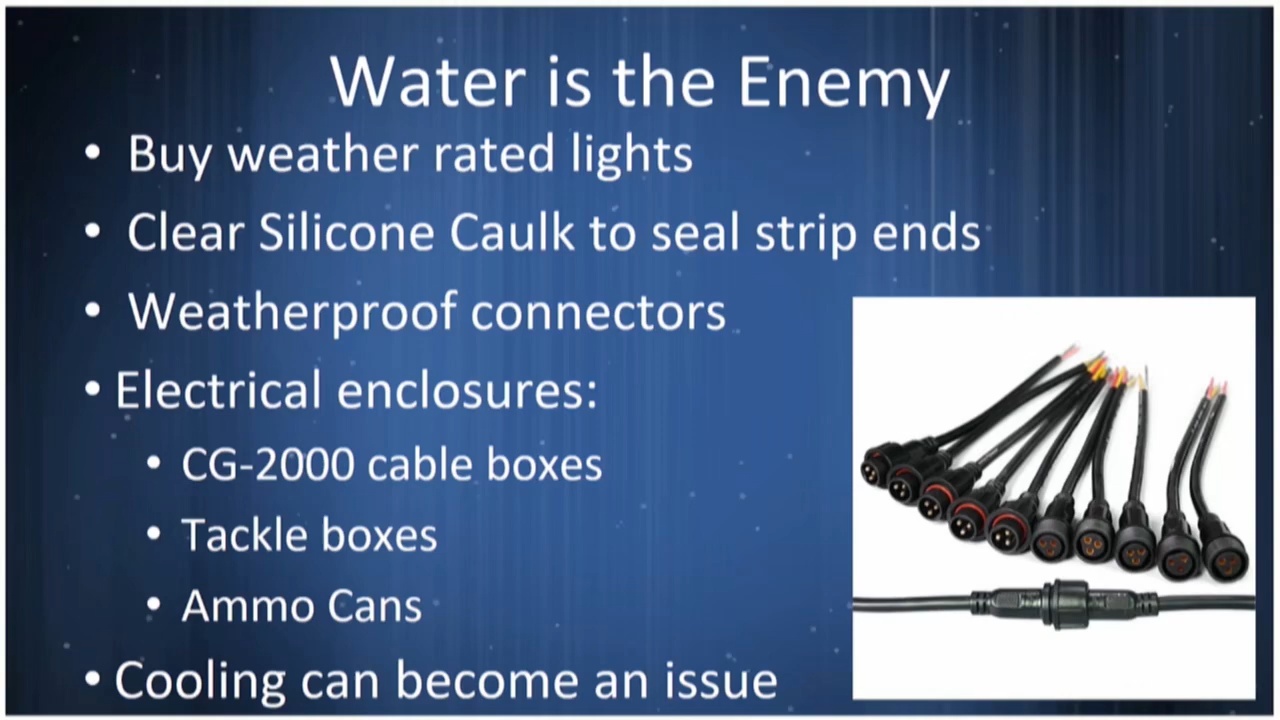 Water is the Enemy
• Buy weather rated lights
• Clear Silicone Caulk to seal strip ends
• Weatherproof connectors
• Electrical enclosures:
• CG-2000 cable boxes
• Tackle boxes
• Ammo Cans
• Cooling can become an issue